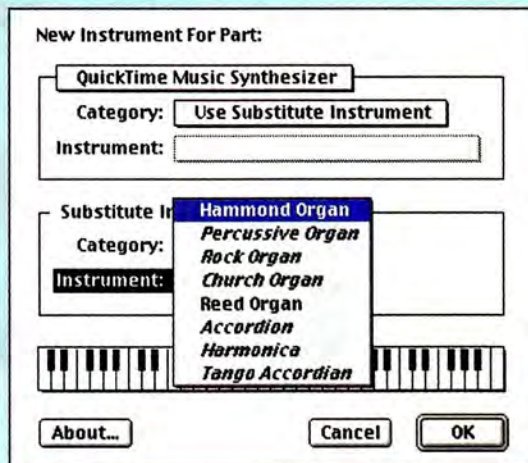 New Instrument For Part:
QuickTime Music Synthesizer
Category: Use Substitute Instrument
Instrument:
Substitute
Category:
Instrument:
Hammond Organ
Percussive Organ
Rock Organ
Church Organ
Reed Organ
Accordion
Harmonica
Tango Accordian
About...
Cancel
OK